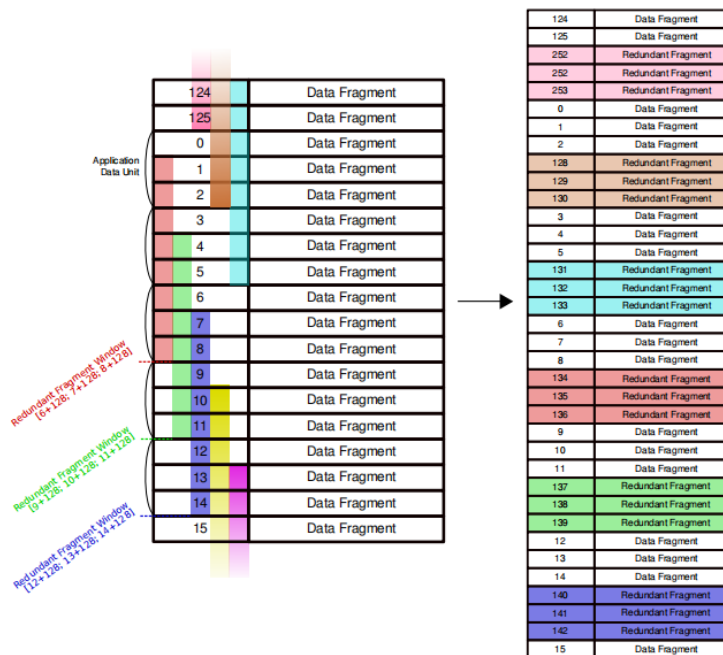 124 Data Fragment
125 Data Fragment
0 Data Fragment
1 Data Fragment
2 Data Fragment
3 Data Fragment
4 Data Fragment
5 Data Fragment
6 Data Fragment
7 Data Fragment
8 Data Fragment
9 Data Fragment
10 Data Fragment
11 Data Fragment
12 Data Fragment
13 Data Fragment
14 Data Fragment
15 Data Fragment
Application
Data Unit
Redundant Fragment Window
[6+128; 7+128; 8+128]
Redundant Fragment Window
[9+128; 10+128; 11+128]
Redundant Fragment Window
[12+128; 13+128; 14+128]
124 Data Fragment
125 Data Fragment
252 Redundant Fragment
252 Redundant Fragment
253 Redundant Fragment
0 Data Fragment
1 Data Fragment
2 Data Fragment
128 Redundant Fragment
129 Redundant Fragment
130 Redundant Fragment
3 Data Fragment
4 Data Fragment
5 Data Fragment
131 Redundant Fragment
132 Redundant Fragment
133 Redundant Fragment
6 Data Fragment
7 Data Fragment
8 Data Fragment
134 Redundant Fragment
135 Redundant Fragment
136 Redundant Fragment
9 Data Fragment
10 Data Fragment
11 Data Fragment
137 Redundant Fragment
138 Redundant Fragment
139 Redundant Fragment
12 Data Fragment
13 Data Fragment
14 Data Fragment
140 Redundant Fragment
141 Redundant Fragment
142 Redundant Fragment
15 Data Fragment